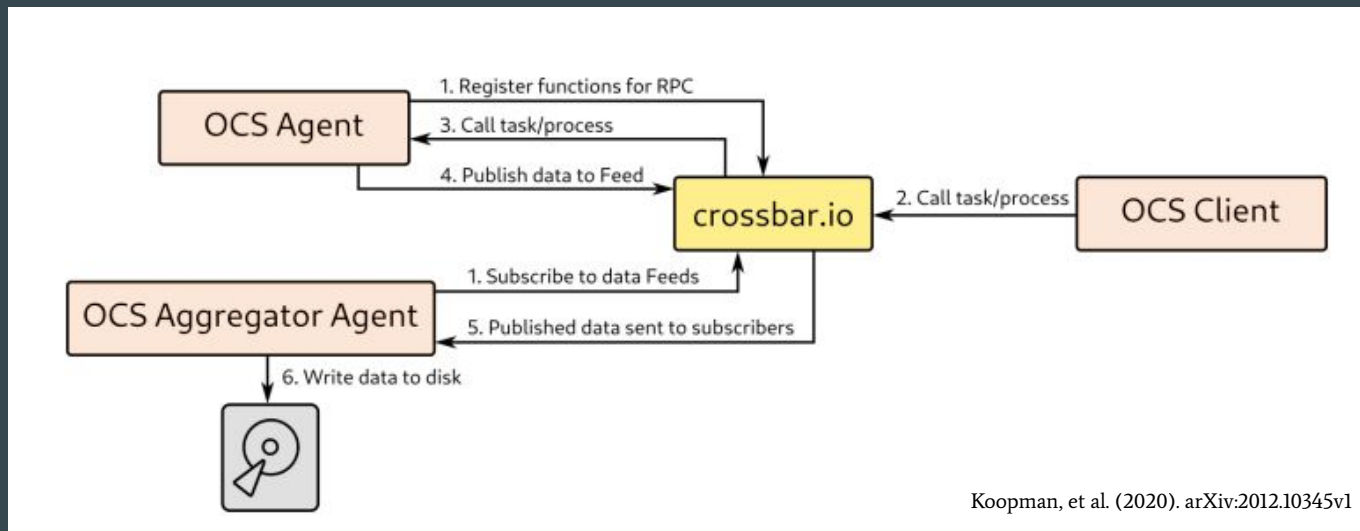 1. Register functions for RPC
OCS Agent
3. Call task/process
4. Publish data to Feed
crossbar.io
2. Call task/process
OCS Client
1. Subscribe to data Feeds
OCS Aggregator Agent
5. Published data sent to subscribers
6. Write data to disk
Koopman, et al. (2020). arXiv:2012.10345v1